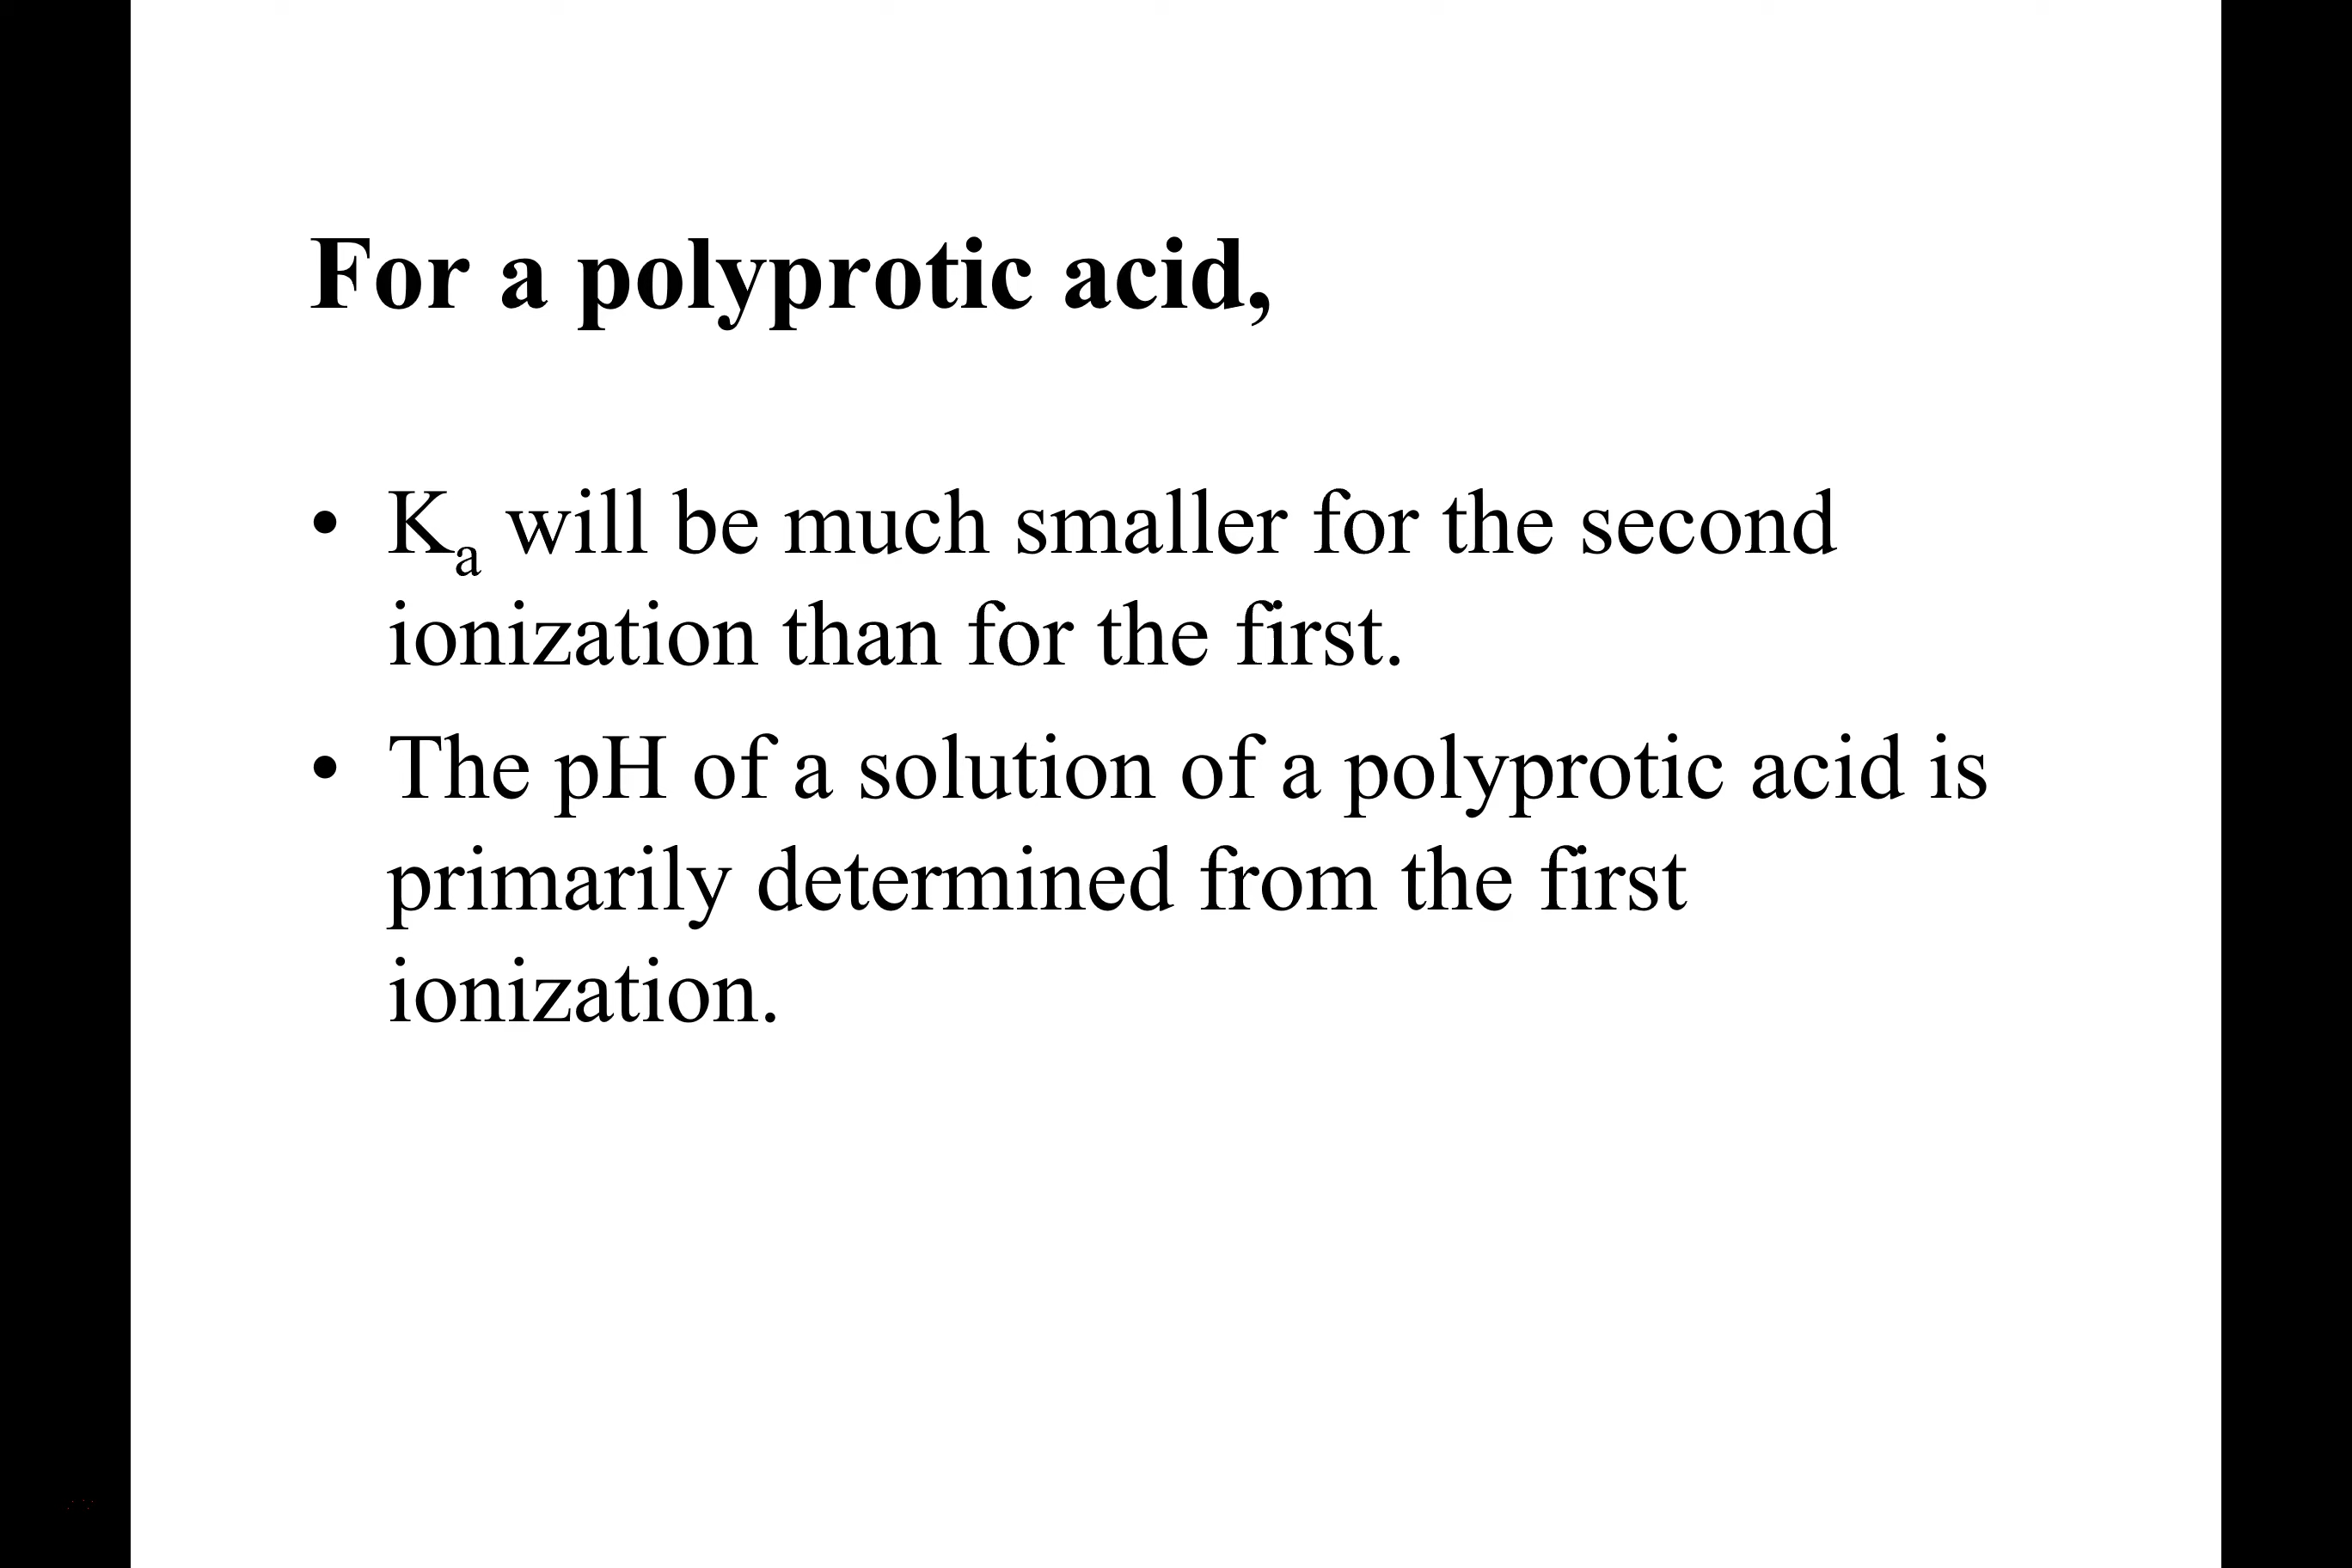 For a polyprotic acid,
• Kₐ will be much smaller for the second
ionization than for the first.
• The pH of a solution of a polyprotic acid is
primarily determined from the first
ionization.